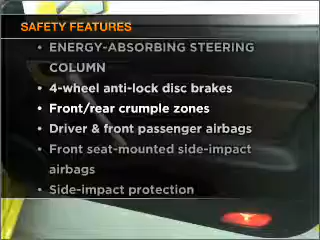 SAFETY FEATURES
• ENERGY-ABSORBING STEERING
COLUMN
• 4-wheel anti-lock disc brakes
• Front/rear crumple zones
• Driver & front passenger airbags
• Front seat-mounted side-impact
airbags
• Side-impact protection